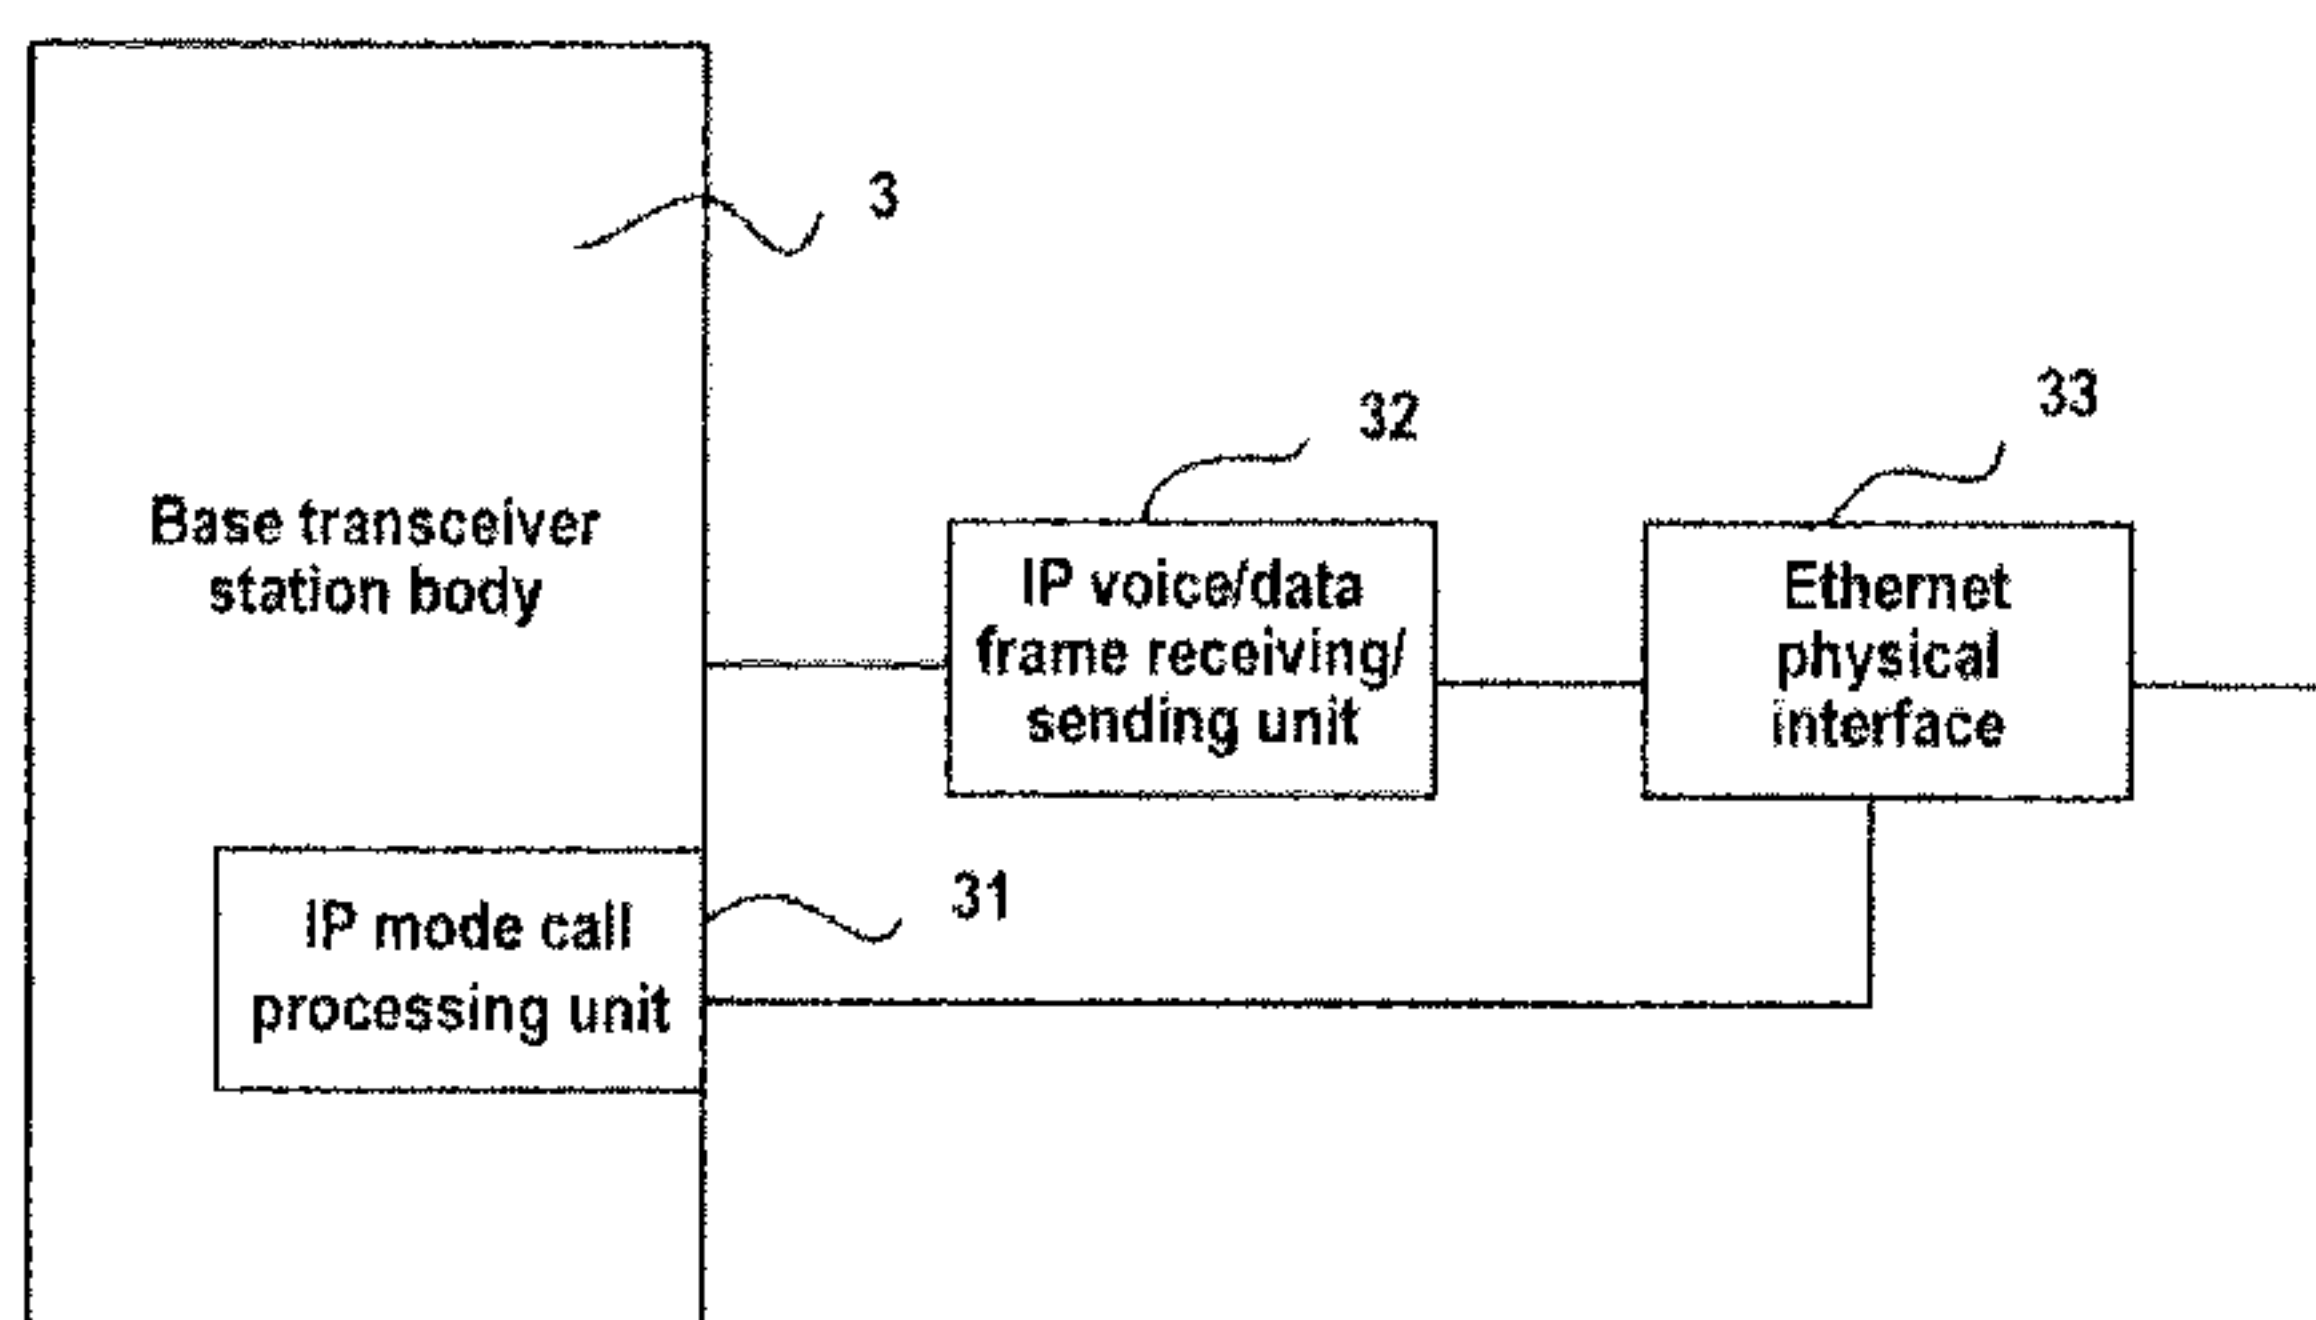 3
32
33
Base transceiver
station body
IP voice/data
frame receiving/
sending unit
Ethernet
physical
interface
31
IP mode call
processing unit